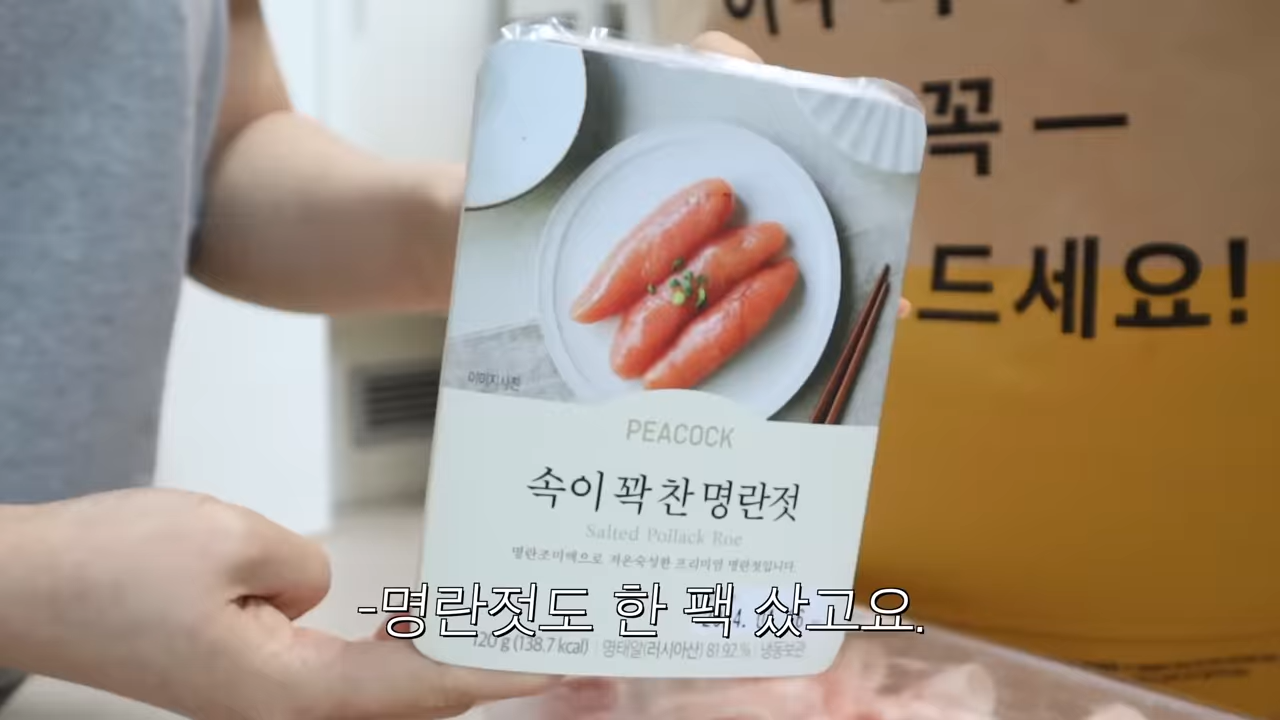 꼭 —
드세요!
이미지사진
PEACOCK
속이 꽉 찬 명란젓
Salted Pollack Roe
명란조미액으로 저온숙성한 프리미엄 명란젓입니다.
-명란젓도 한 팩 샀고요.
120 g (138.7 kcal) | 명태알(러시아산) 81.92 % | 냉동보관